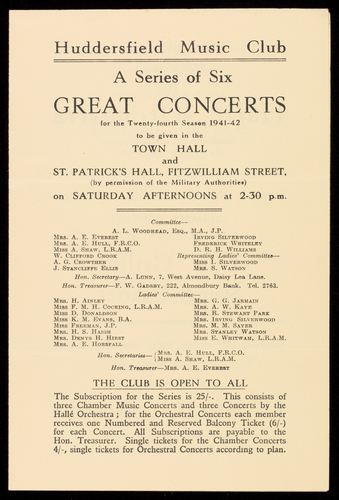 Huddersfield Music Club
A Series of Six
GREAT CONCERTS
for the Twenty-fourth Season 1941-42
to be given in the
TOWN HALL
and
ST. PATRICK'S HALL, FITZWILLIAM STREET,
(by permission of the Military Authorities)
on SATURDAY AFTERNOONS at 2-30 p.m.
Committee—
A. L. WOODHEAD, Esq., M.A., J.P.
MRS. A. E. EVEREST
MRS. A. E. HULL, F.R.C.O.
MISS A. SHAW, L.R.A.M.
W. CLIFFORD CROOK
A. G. CROWTHER
J. STANCLIFFE ELLIS
IRVING SILVERWOOD
FREDERICK WHITELEY
D. R. H. WILLIAMS
Representing Ladies' Committee—
MISS I. SILVERWOOD
MRS. S. WATSON
Hon. Secretary—A. LUNN, 7, West Avenue, Daisy Lea Lane.
Hon. Treasurer—F. W. GADSBY, 222, Almondbury Bank. Tel. 2763.
Ladies' Committee—
MRS. H. AINLEY
MISS F. M. H. COCKING, L.R.A.M.
MISS D. DONALDSON
MISS K. M. EVANS, B.A.
MISS FREEMAN, J.P.
MRS. H. S. HAIGH
MRS. DENYS H. HIRST
MRS. A. E. HORSFALL
MRS. G. G. JARMAIN
MRS. A. W. KAYE
MRS. R. STEWART PARK
MRS. IRVING SILVERWOOD
MRS. M. M. SAYER
MRS. STANLEY WATSON
MISS E. WHITWAM, L.R.A.M.
Hon. Secretaries— MRS. A. E. HULL, F.R.C.O.
MISS A. SHAW, L.R.A.M.
Hon. Treasurer—MRS. A. E. EVEREST
THE CLUB IS OPEN TO ALL
The Subscription for the Series is 25/-. This consists of
three Chamber Music Concerts and three Concerts by the
Hallé Orchestra; for the Orchestral Concerts each member
receives one Numbered and Reserved Balcony Ticket (6/-)
for each Concert. All Subscriptions are payable to the
Hon. Treasurer. Single tickets for the Chamber Concerts
4/-, single tickets for Orchestral Concerts according to plan.